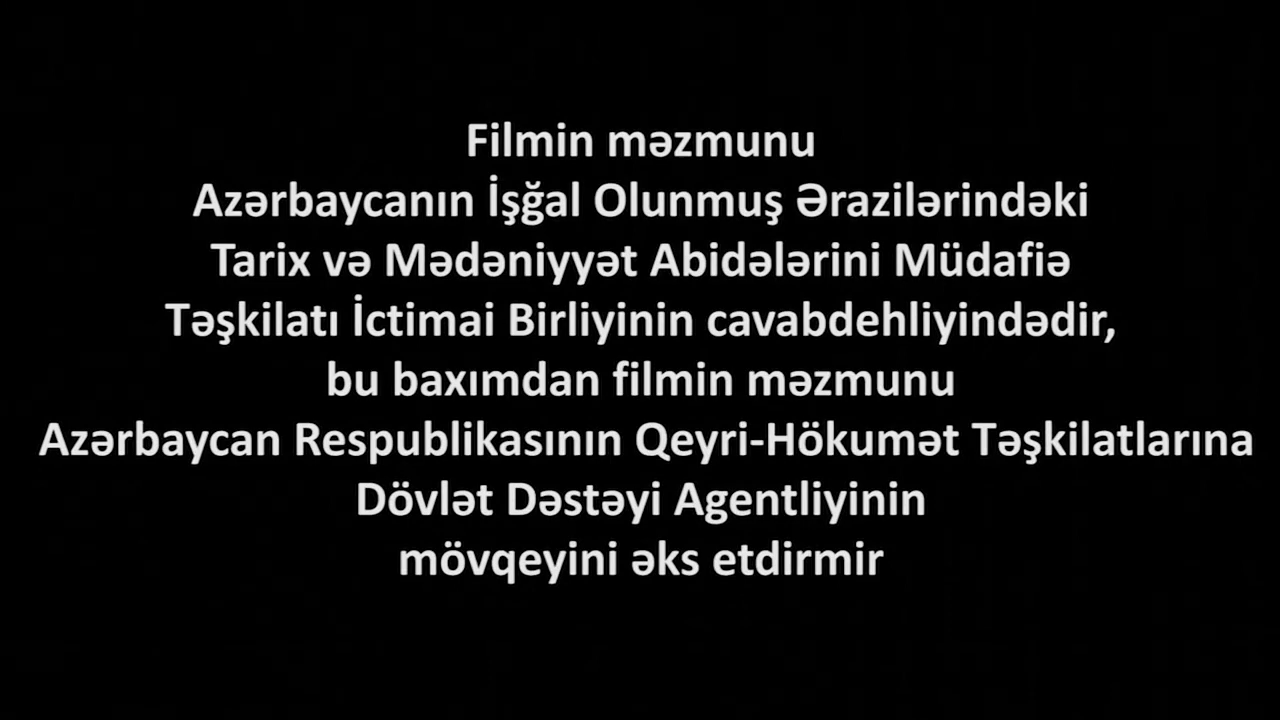 Filmin məzmunu
Azərbaycanın İşğal Olunmuş Ərazilərindəki
Tarix və Mədəniyyət Abidələrini Müdafiə
Təşkilatı İctimai Birliyinin cavabdehliyindədir,
bu baxımdan filmin məzmunu
Azərbaycan Respublikasının Qeyri-Hökumət Təşkilatlarına
Dövlət Dəstəyi Agentliyinin
mövqeyini əks etdirmir